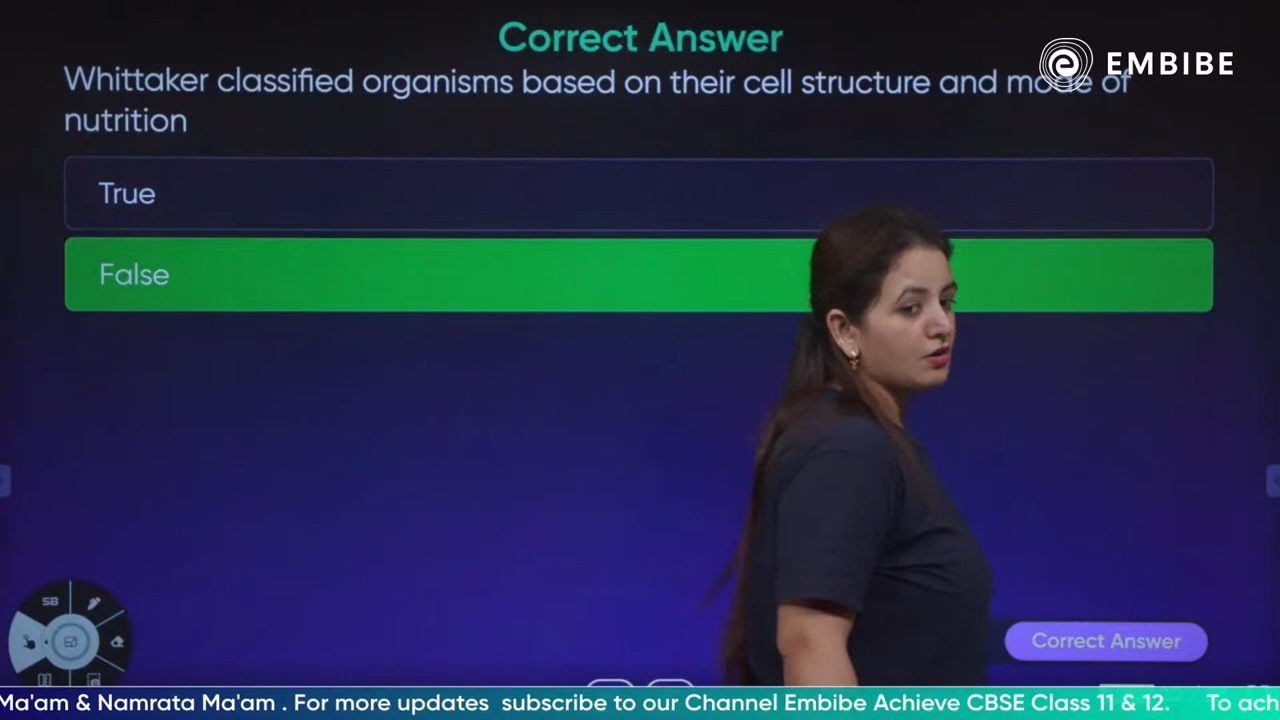 Correct Answer
EMBIBE
Whittaker classified organisms based on their cell structure and mode of
nutrition
True
False
SB
Correct Answer
Ma'am & Namrata Ma'am . For more updates subscribe to our Channel Embibe Achieve CBSE Class 11 & 12. To ach